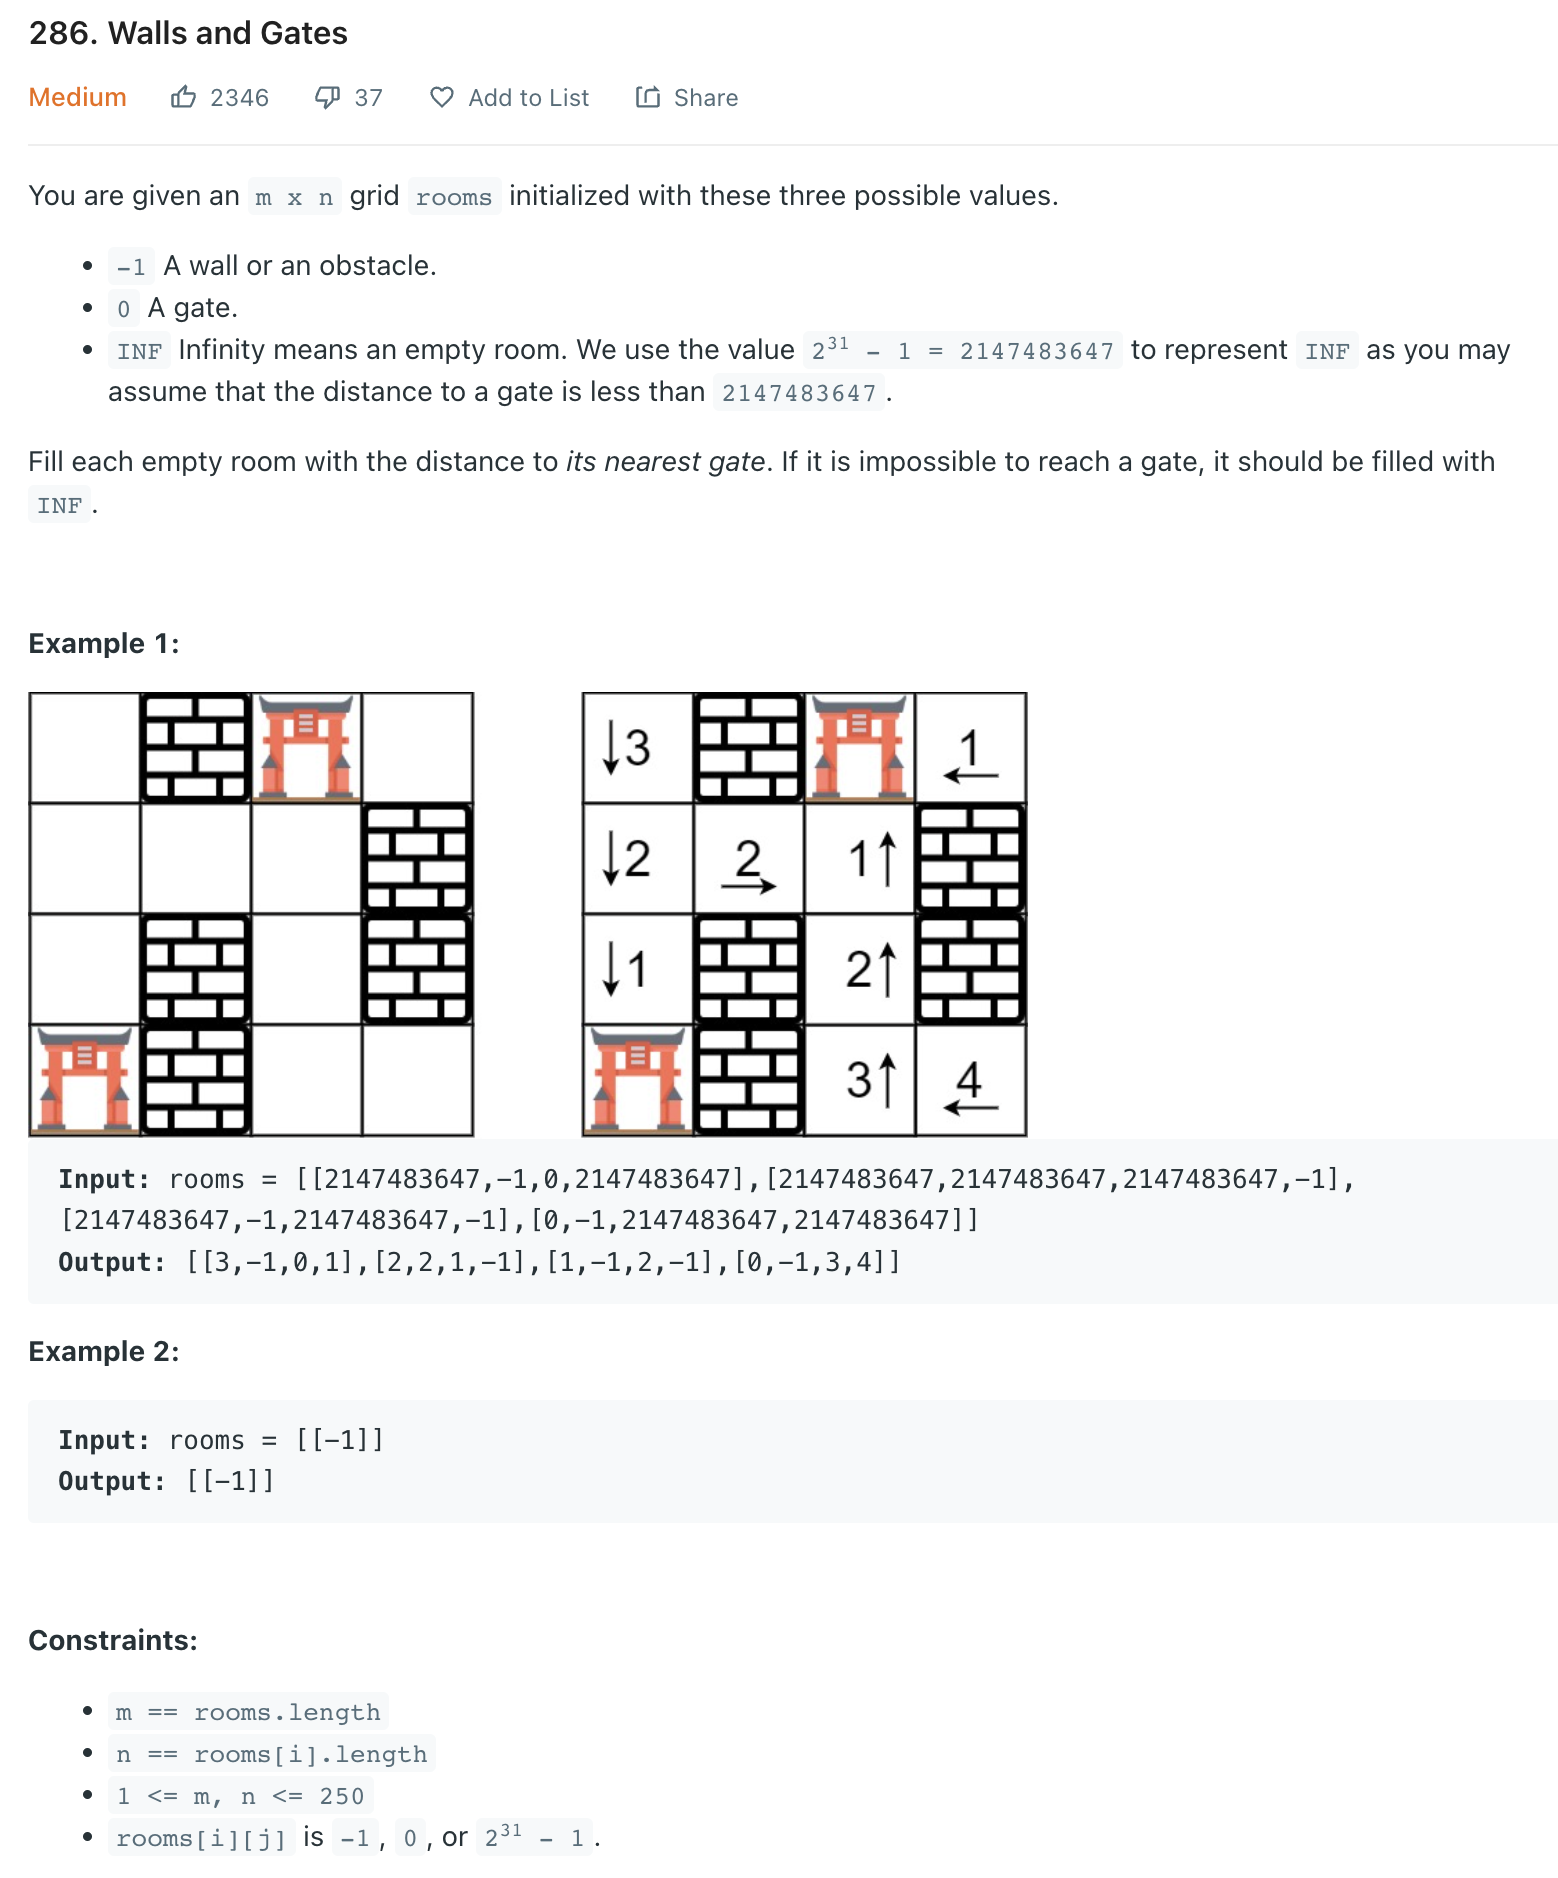 286. Walls and Gates
Medium 2346 37 Add to List Share
You are given an m x n grid rooms initialized with these three possible values.
• -1 A wall or an obstacle.
• 0 A gate.
• INF Infinity means an empty room. We use the value 2³¹ - 1 = 2147483647 to represent INF as you may
assume that the distance to a gate is less than 2147483647.
Fill each empty room with the distance to its nearest gate. If it is impossible to reach a gate, it should be filled with
INF.
Example 1:
↓3 1←
↓2 2→ 1↑
↓1 2↑
3↑ 4←
Input: rooms = [[2147483647,-1,0,2147483647],[2147483647,2147483647,2147483647,-1],
[2147483647,-1,2147483647,-1],[0,-1,2147483647,2147483647]]
Output: [[3,-1,0,1],[2,2,1,-1],[1,-1,2,-1],[0,-1,3,4]]
Example 2:
Input: rooms = [[-1]]
Output: [[-1]]
Constraints:
• m == rooms.length
• n == rooms[i].length
• 1 <= m, n <= 250
• rooms[i][j] is -1, 0, or 2³¹ - 1.